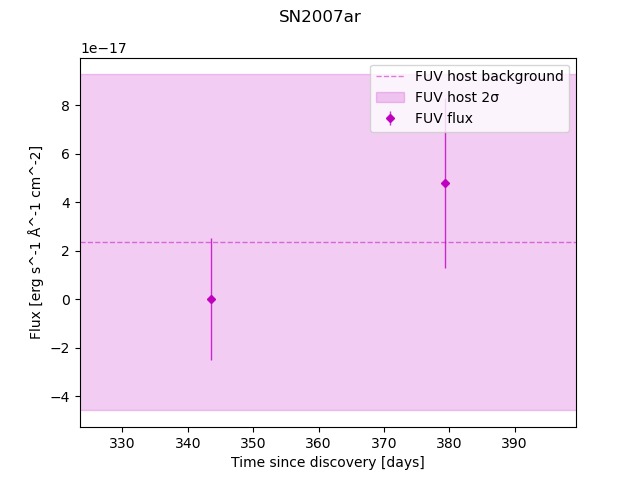 SN2007ar
1e−17
FUV host background
FUV host 2σ
FUV flux
8
6
4
2
0
−2
−4
Flux [erg s^-1 Å^-1 cm^-2]
330 340 350 360 370 380 390
Time since discovery [days]